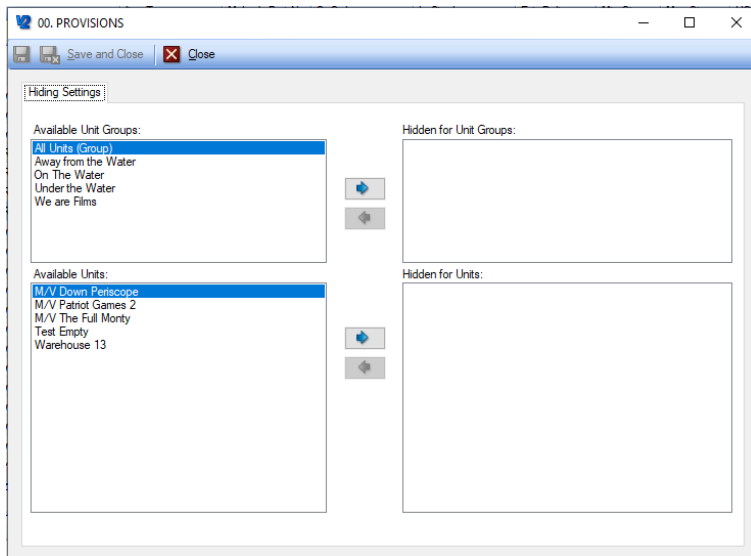 V2 00. PROVISIONS
Save and Close Close
Hiding Settings
Available Unit Groups:
All Units (Group)
Away from the Water
On The Water
Under the Water
We are Films
Hidden for Unit Groups:
Available Units:
M/V Down Periscope
M/V Patriot Games 2
M/V The Full Monty
Test Empty
Warehouse 13
Hidden for Units: